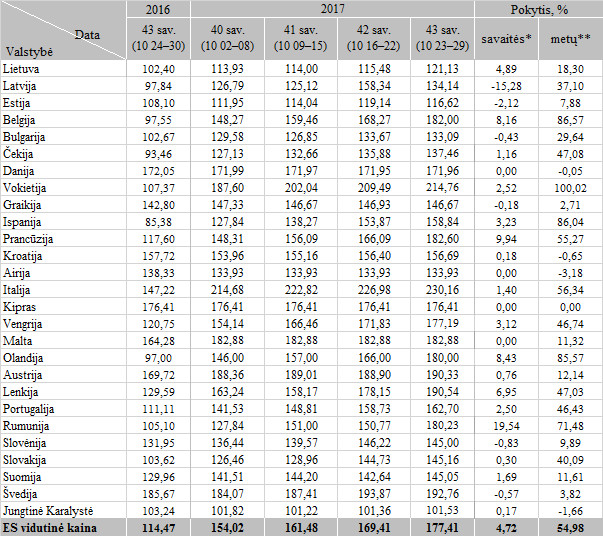 Data 2016 2017 Pokytis, %
Valstybė 43 sav. (10 24–30) 40 sav. (10 02–08) 41 sav. (10 09–15) 42 sav. (10 16–22) 43 sav. (10 23–29) savaitės* metų**
Lietuva 102,40 113,93 114,00 115,48 121,13 4,89 18,30
Latvija 97,84 126,79 125,12 158,34 134,14 -15,28 37,10
Estija 108,10 111,95 114,04 119,14 116,62 -2,12 7,88
Belgija 97,55 148,27 159,46 168,27 182,00 8,16 86,57
Bulgarija 102,67 129,58 126,85 133,67 133,09 -0,43 29,64
Čekija 93,46 127,13 132,66 135,88 137,46 1,16 47,08
Danija 172,05 171,99 171,97 171,95 171,96 0,00 -0,05
Vokietija 107,37 187,60 202,04 209,49 214,76 2,52 100,02
Graikija 142,80 147,33 146,67 146,93 146,67 -0,18 2,71
Ispanija 85,38 127,84 138,27 153,87 158,84 3,23 86,04
Prancūzija 117,60 148,31 156,09 166,09 182,60 9,94 55,27
Kroatija 157,72 153,96 155,16 156,40 156,69 0,18 -0,65
Airija 138,33 133,93 133,93 133,93 133,93 0,00 -3,18
Italija 147,22 214,68 222,82 226,98 230,16 1,40 56,34
Kipras 176,41 176,41 176,41 176,41 176,41 0,00 0,00
Vengrija 120,75 154,14 166,46 171,83 177,19 3,12 46,74
Malta 164,28 182,88 182,88 182,88 182,88 0,00 11,32
Olandija 97,00 146,00 157,00 166,00 180,00 8,43 85,57
Austrija 169,72 188,36 189,01 188,90 190,33 0,76 12,14
Lenkija 129,59 163,24 158,17 178,15 190,54 6,95 47,03
Portugalija 111,11 141,53 148,81 158,73 162,70 2,50 46,43
Rumunija 105,10 127,84 151,00 150,77 180,23 19,54 71,48
Slovėnija 131,95 136,44 139,57 146,22 145,00 -0,83 9,89
Slovakija 103,62 126,46 128,96 144,73 145,16 0,30 40,09
Suomija 129,96 141,51 144,20 142,64 145,05 1,69 11,61
Švedija 185,67 184,07 187,41 193,87 192,76 -0,57 3,82
Jungtinė Karalystė 103,24 101,82 101,22 101,36 101,53 0,17 -1,66
ES vidutinė kaina 114,47 154,02 161,48 169,41 177,41 4,72 54,98